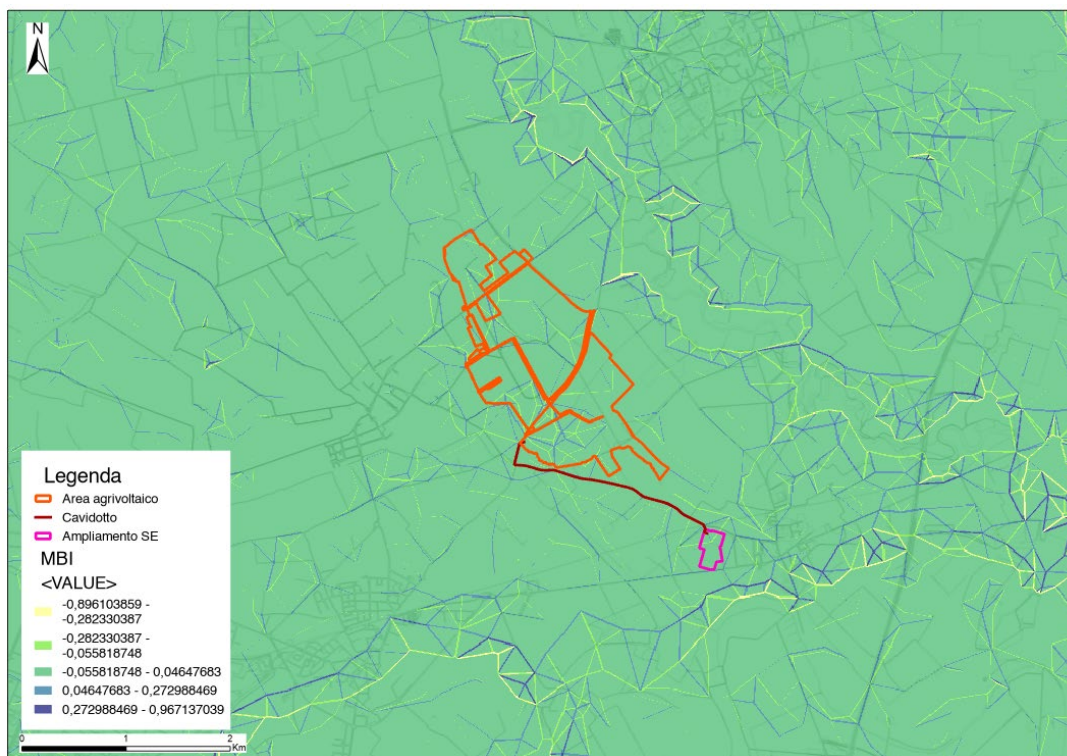 N
Legenda
Area agrivoltaico
Cavidotto
Ampliamento SE
MBI
<VALUE>
-0,896103859 -
-0,282330387
-0,282330387 -
-0,055818748
-0,055818748 - 0,04647683
0,04647683 - 0,272988469
0,272988469 - 0,967137039
0 1 2
Km